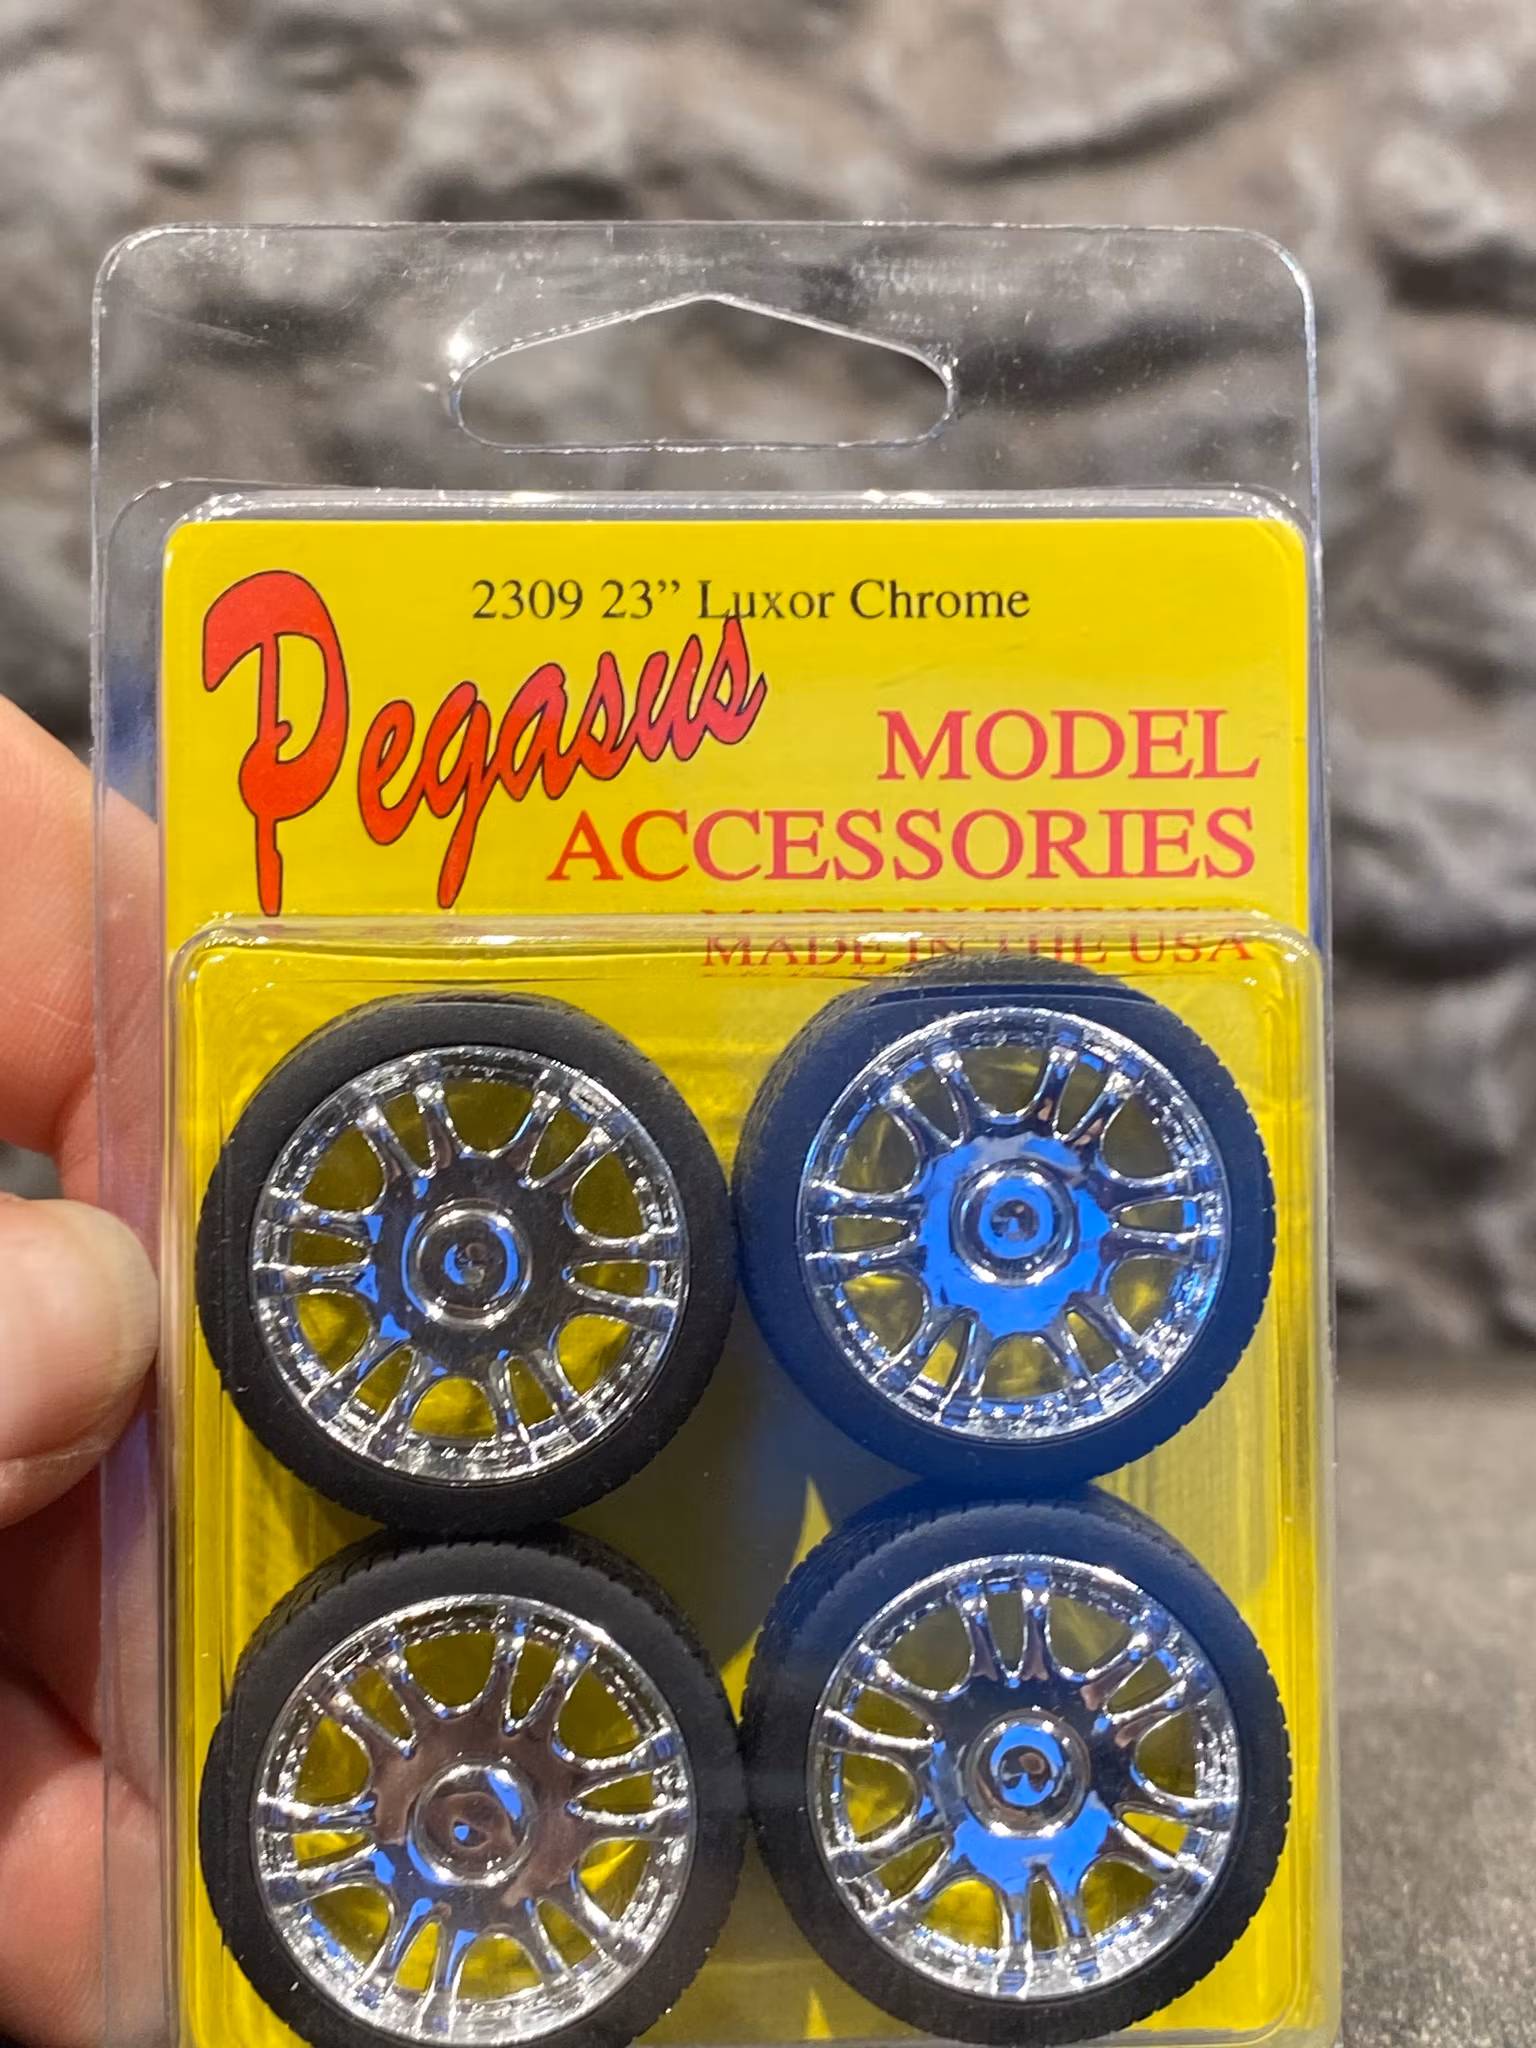 2309 23” Luxor Chrome
Pegasus
MODEL
ACCESSORIES
MADE IN THE USA